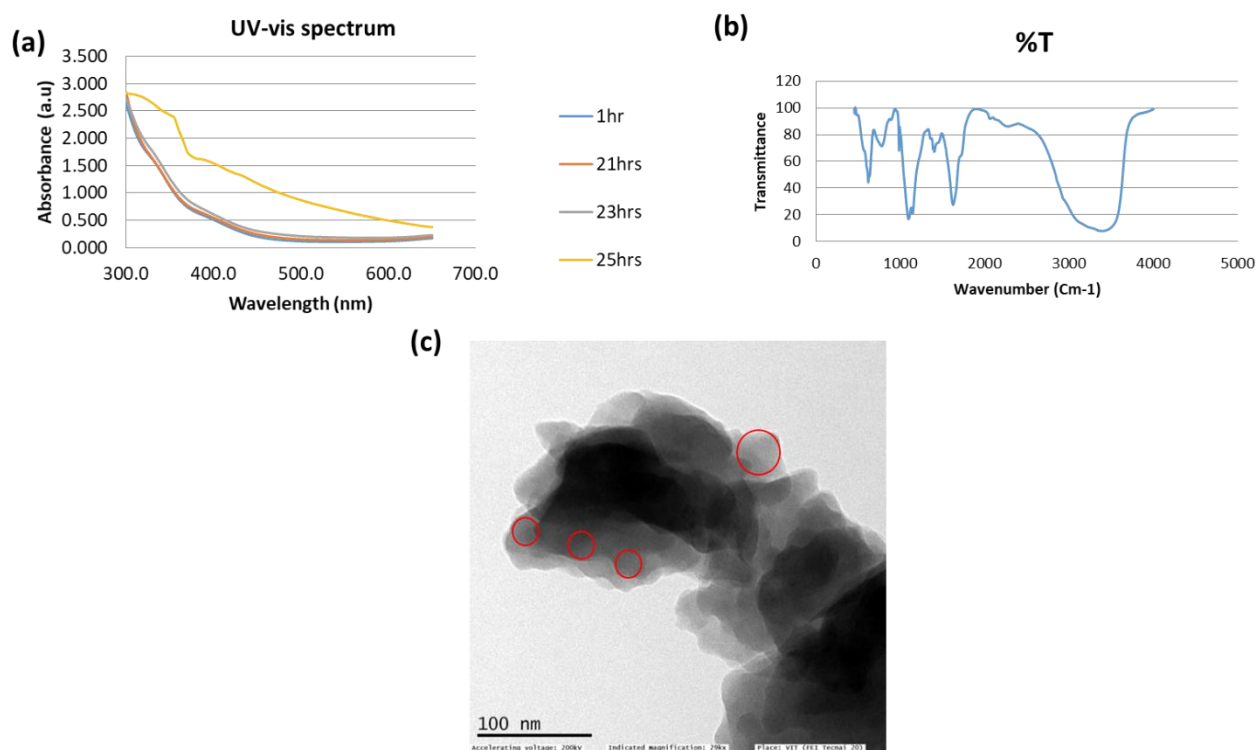 (a)
UV-vis spectrum
3.500
3.000
2.500
2.000
1.500
1.000
0.500
0.000
Absorbance (a.u)
300.0 400.0 500.0 600.0 700.0
Wavelength (nm)
1hr
21hrs
23hrs
25hrs
(b)
%T
120
100
80
60
40
20
0
Transmittance
0 1000 2000 3000 4000 5000
Wavenumber (Cm-1)
(c)
100 nm
Accelerating voltage: 200kV Indicated magnification: 29kx Place: VIT (FEI Tecnai 20)